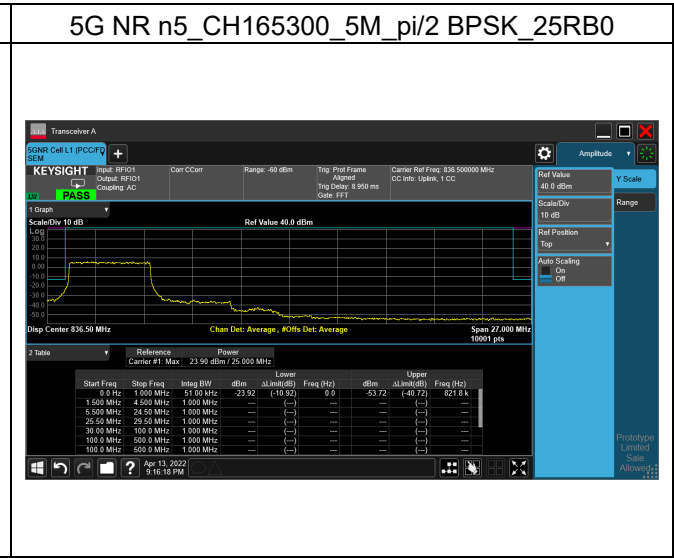 5G NR n5_CH165300_5M_pi/2 BPSK_25RB0
Transceiver A
5GNR Cell L1 (PCC/FD
SEM
+
Amplitude
KEYSIGHT
LXI
PASS
Input: RFIO1
Output: RFIO1
Coupling: AC
Corr CCorr
Range: -60 dBm
Trig: Prot Frame
Aligned
Trig Delay: 8.950 ms
Gate: FFT
Carrier Ref Freq: 836.500000 MHz
CC Info: Uplink, 1 CC
Ref Value
40.0 dBm
Y Scale
Scale/Div
10 dB
Range
Ref Position
Top
Auto Scaling
On
Off
1 Graph
Scale/Div 10 dB
Ref Value 40.0 dBm
Log
30.0
20.0
10.0
0.00
-10.0
-20.0
-30.0
-40.0
-50.0
Disp Center 836.50 MHz
Chan Det: Average, #Offs Det: Average
Span 27.000 MHz
10001 pts
2 Table
Reference Power
Carrier #1: Max 23.90 dBm / 25.000 MHz
Lower Upper
Start Freq Stop Freq Integ BW dBm ΔLimit(dB) Freq (Hz) dBm ΔLimit(dB) Freq (Hz)
0.0 Hz 1.000 MHz 51.00 kHz -23.92 (-10.92) 0.0 -53.72 (-40.72) 821.8 k
1.500 MHz 4.500 MHz 1.000 MHz --- (---) --- --- (---) ---
5.500 MHz 24.50 MHz 1.000 MHz --- (---) --- --- (---) ---
25.50 MHz 29.50 MHz 1.000 MHz --- (---) --- --- (---) ---
30.00 MHz 100.0 MHz 1.000 MHz --- (---) --- --- (---) ---
100.0 MHz 500.0 MHz 1.000 MHz --- (---) --- --- (---) ---
100.0 MHz 500.0 MHz 1.000 MHz --- (---) --- --- (---) ---
Prototype
Limited
Sale
Allowed
?
Apr 13, 2022
9:16:18 PM